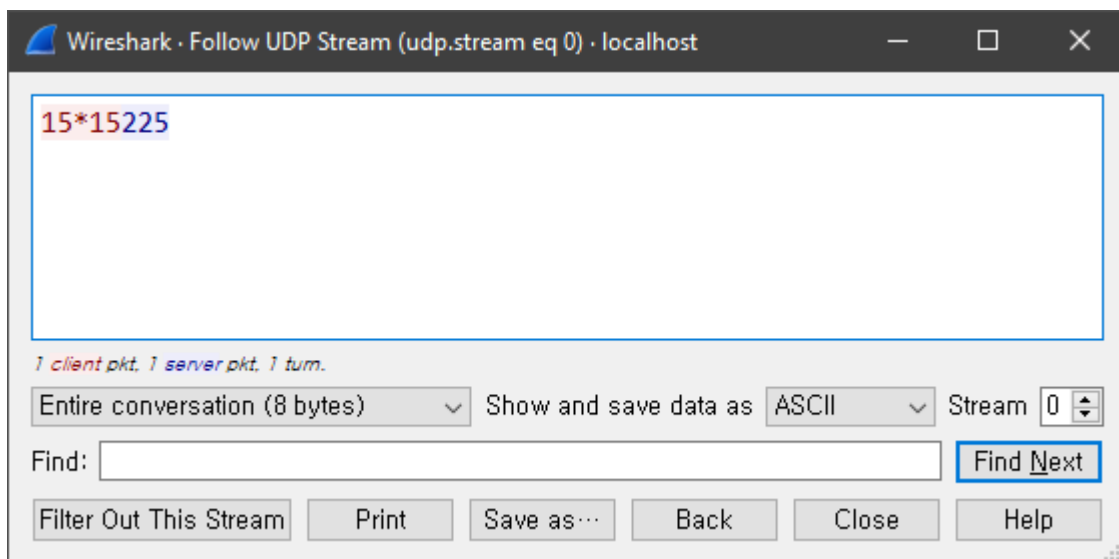 Wireshark · Follow UDP Stream (udp.stream eq 0) · localhost
15*15225
1 client pkt, 1 server pkt, 1 turn.
Entire conversation (8 bytes) Show and save data as ASCII Stream 0
Find: Find Next
Filter Out This Stream Print Save as… Back Close Help